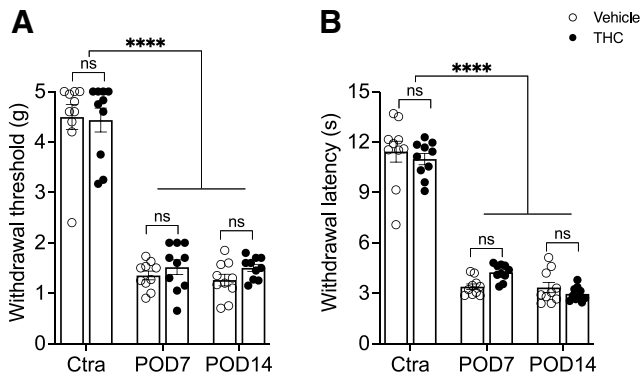 A
B
Vehicle
THC
****
ns
ns
ns
Withdrawal threshold (g)
5
4
3
2
1
0
Ctra
POD7
POD14
****
ns
ns
ns
Withdrawal latency (s)
15
12
9
6
3
0
Ctra
POD7
POD14